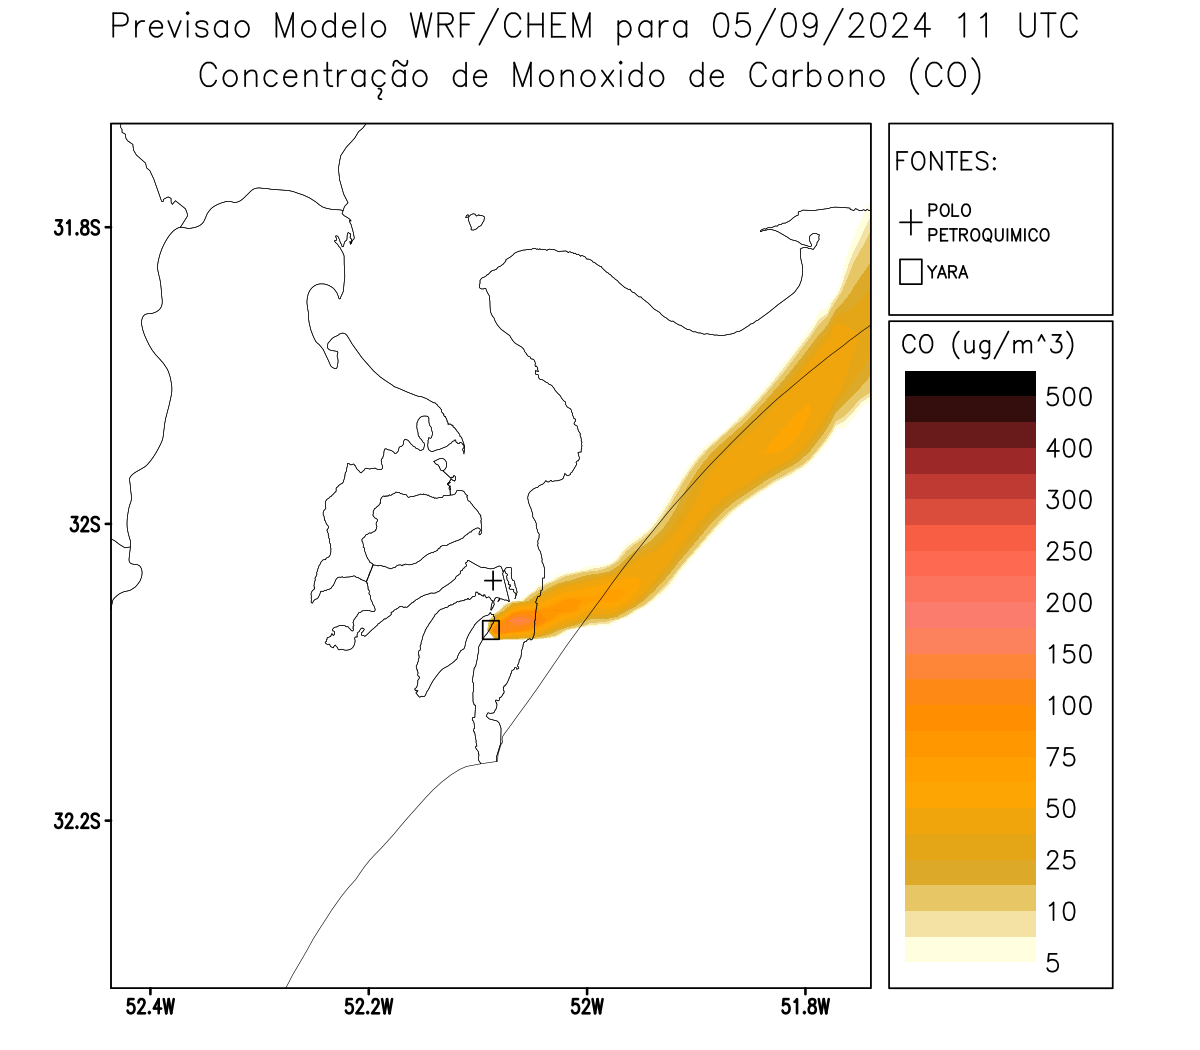 Previsao Modelo WRF/CHEM para 05/09/2024 11 UTC
Concentração de Monoxido de Carbono (CO)
FONTES:
POLO
PETROQUIMICO
YARA
CO (ug/m^3)
500
400
300
250
200
150
100
75
50
25
10
5
31.8S
32S
32.2S
52.4W
52.2W
52W
51.8W